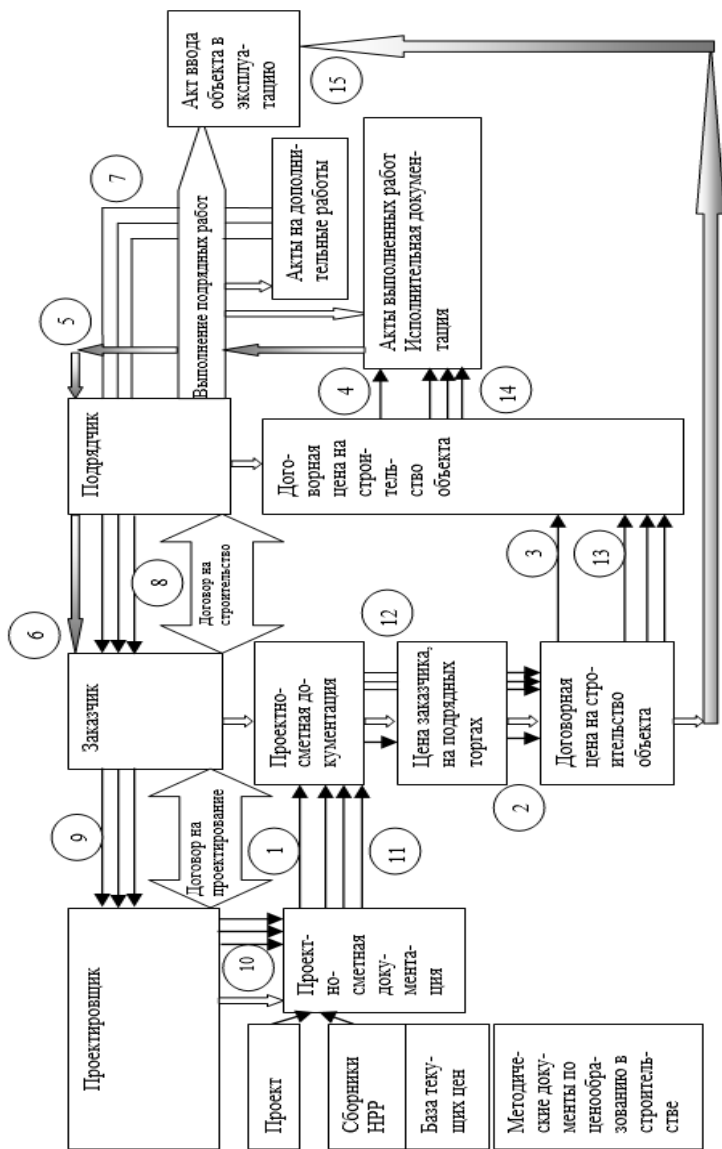 Проектировщик
9
Заказчик
6
8
Подрядчик
5
7
Выполнение подрядных работ
Акт ввода
объекта в
эксплуа-
тацию
15
Договор на
проектирование
Договор на
строительство
Акты на дополни-
тельные работы
10
Проект
Сборники
НРР
База теку-
щих цен
Методиче-
ские доку-
менты по
ценообра-
зованию в
строитель-
стве
Проект-
но-
сметная
доку-
мента-
ция
1
11
Проектно-
сметная до-
кументация
12
Цена заказчика,
на подрядных
торгах
2
Договорная
цена на стро-
ительство
объекта
3
13
Дого-
ворная
цена на
строи-
тель-
ство
объекта
4
14
Акты выполненных работ
Исполнительная докумен-
тация